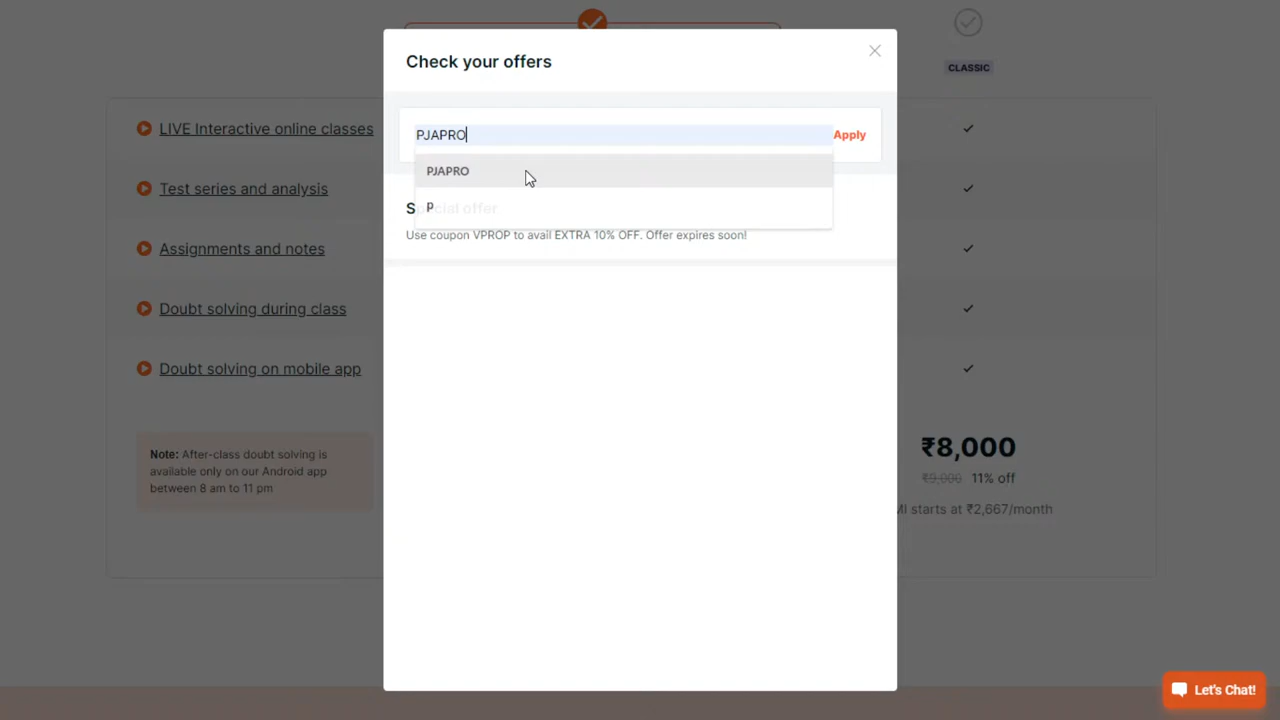 Check your offers
CLASSIC
LIVE Interactive online classes
PJAPRO
Apply
PJAPRO
Test series and analysis
p
Special offer
Use coupon VPROP to avail EXTRA 10% OFF. Offer expires soon!
Assignments and notes
Doubt solving during class
Doubt solving on mobile app
Note: After-class doubt solving is
available only on our Android app
between 8 am to 11 pm
₹8,000
₹9,000 11% off
MI starts at ₹2,667/month
Let's Chat!